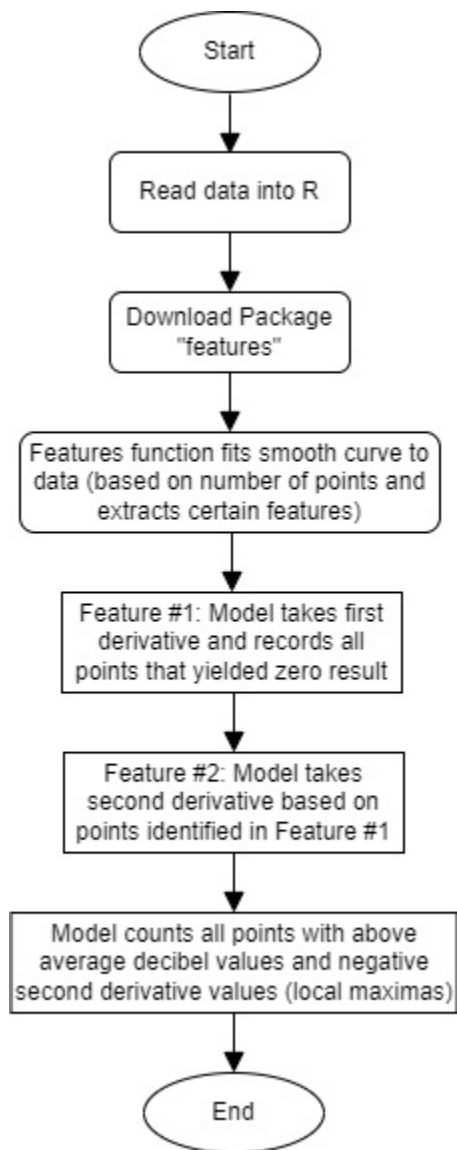 Start
Read data into R
Download Package
"features"
Features function fits smooth curve to
data (based on number of points and
extracts certain features)
Feature #1: Model takes first
derivative and records all
points that yielded zero result
Feature #2: Model takes
second derivative based on
points identified in Feature #1
Model counts all points with above
average decibel values and negative
second derivative values (local maximas)
End